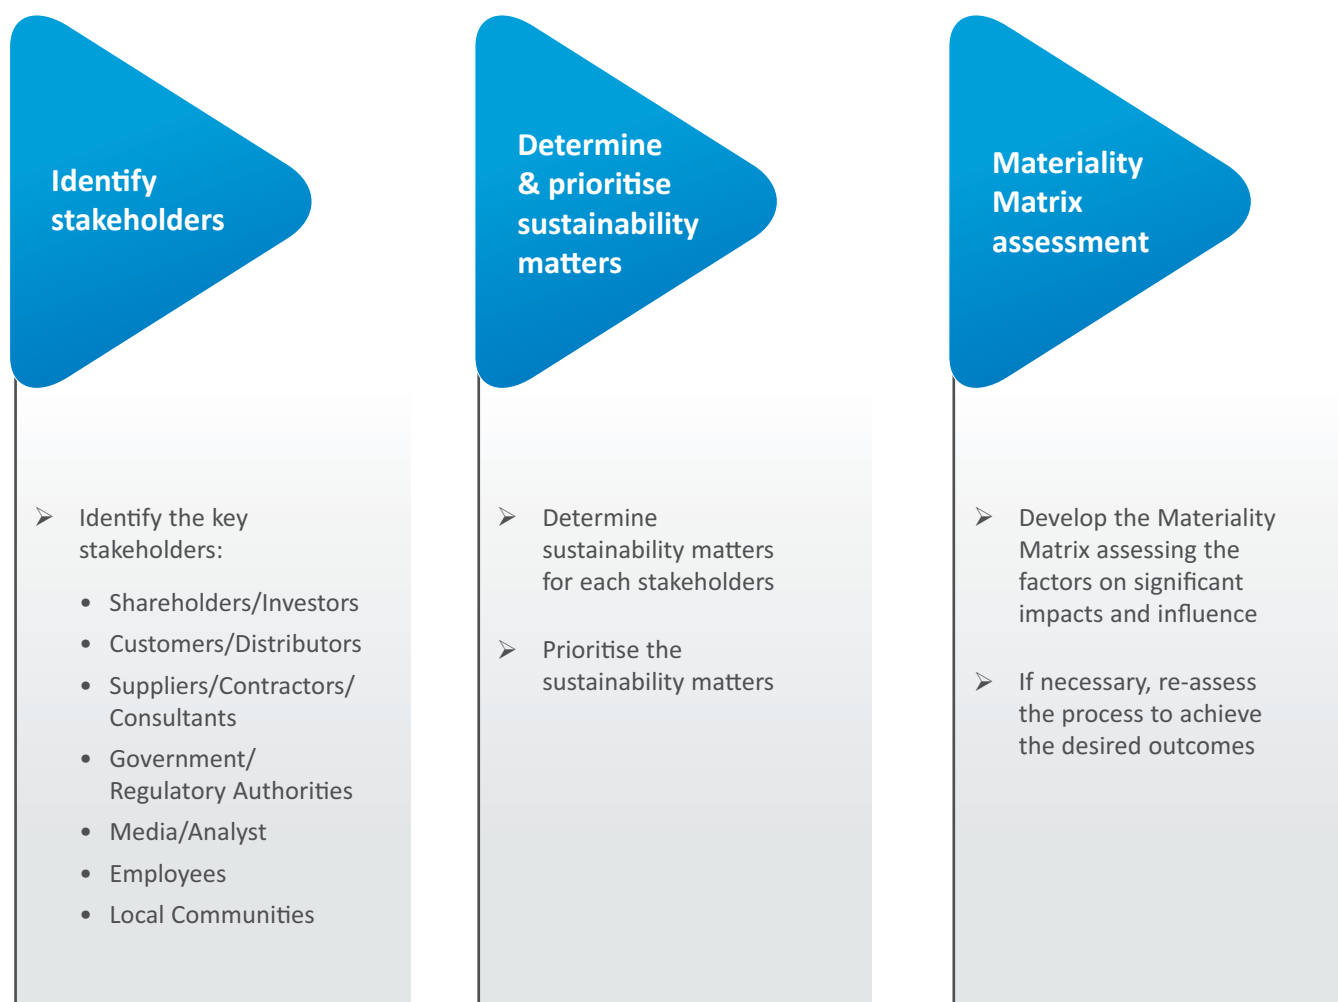 Identify
stakeholders
➢ Identify the key
stakeholders:
• Shareholders/Investors
• Customers/Distributors
• Suppliers/Contractors/
Consultants
• Government/
Regulatory Authorities
• Media/Analyst
• Employees
• Local Communities
Determine
& prioritise
sustainability
matters
➢ Determine
sustainability matters
for each stakeholders
➢ Prioritise the
sustainability matters
Materiality
Matrix
assessment
➢ Develop the Materiality
Matrix assessing the
factors on significant
impacts and influence
➢ If necessary, re-assess
the process to achieve
the desired outcomes